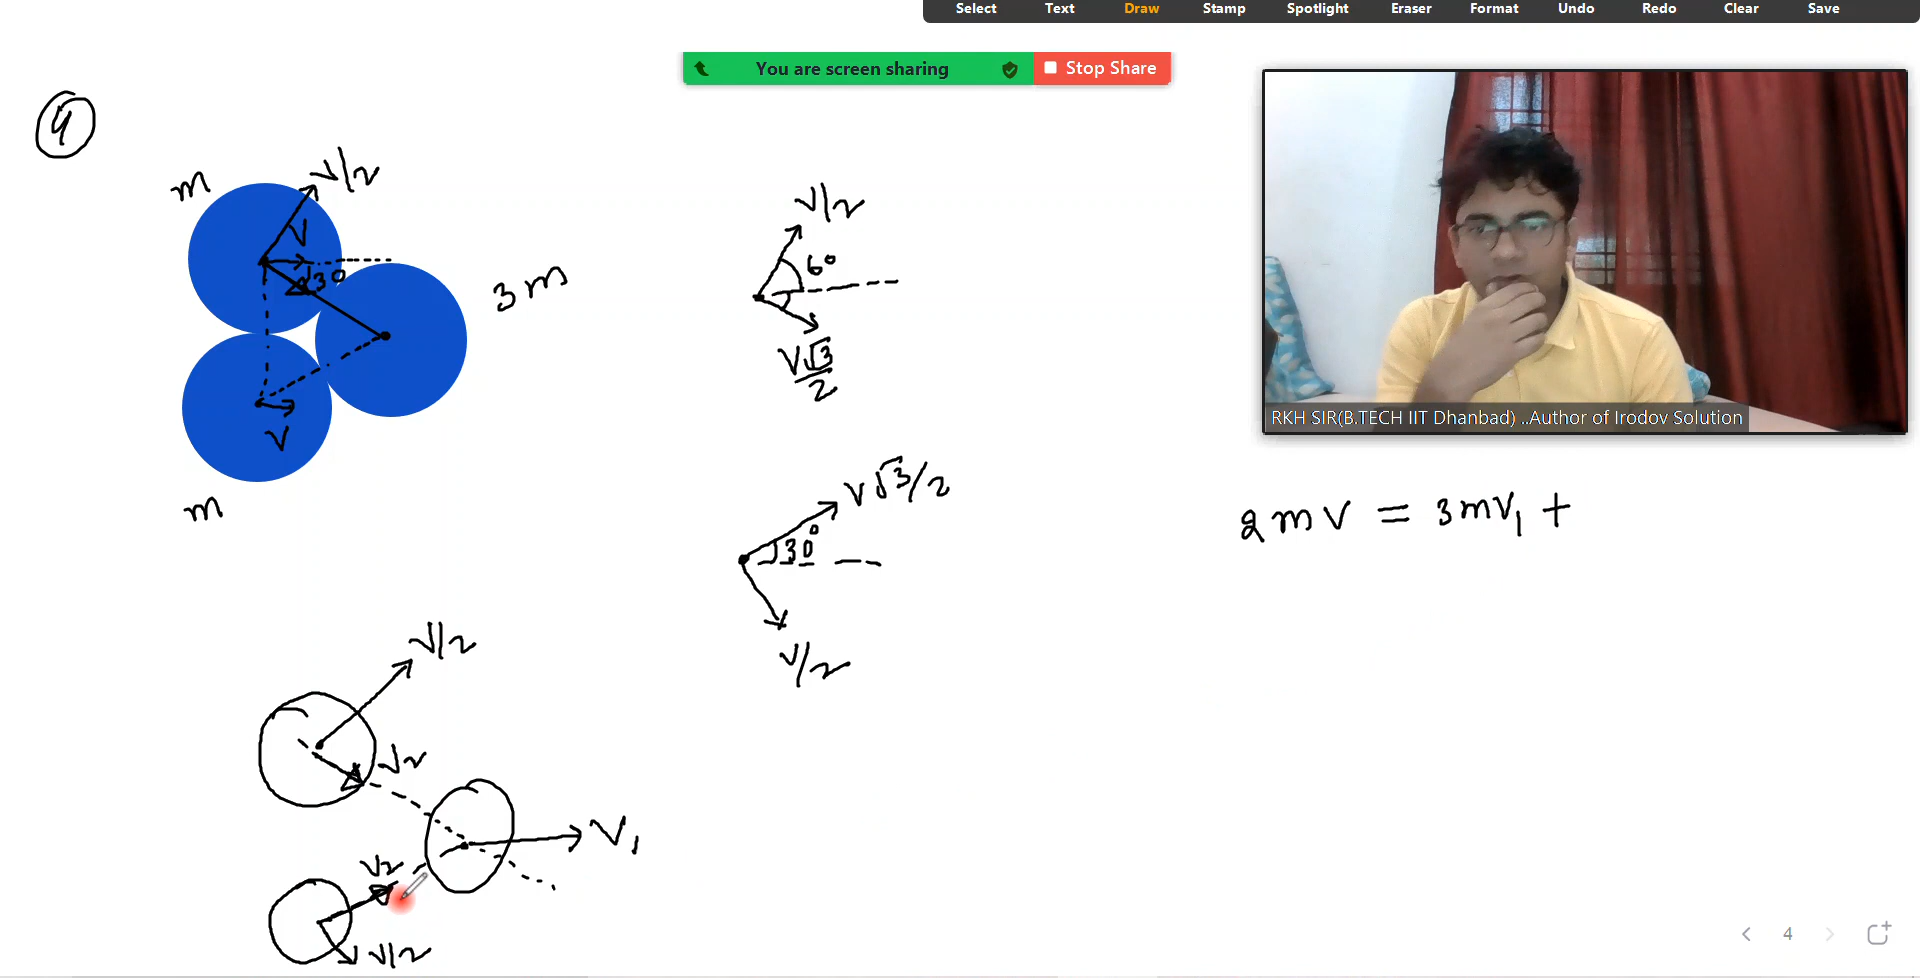 Select Text Draw Stamp Spotlight Eraser Format Undo Redo Clear Save
You are screen sharing
Stop Share
4
m
V/2
V
30
3m
V
m
V/2
60
V√3/2
V√3/2
30°
V/2
RKH SIR(B.TECH IIT Dhanbad) ..Author of Irodov Solution
2mV = 3mV₁ +
V/2
V2
V₁
V2
V/2
4